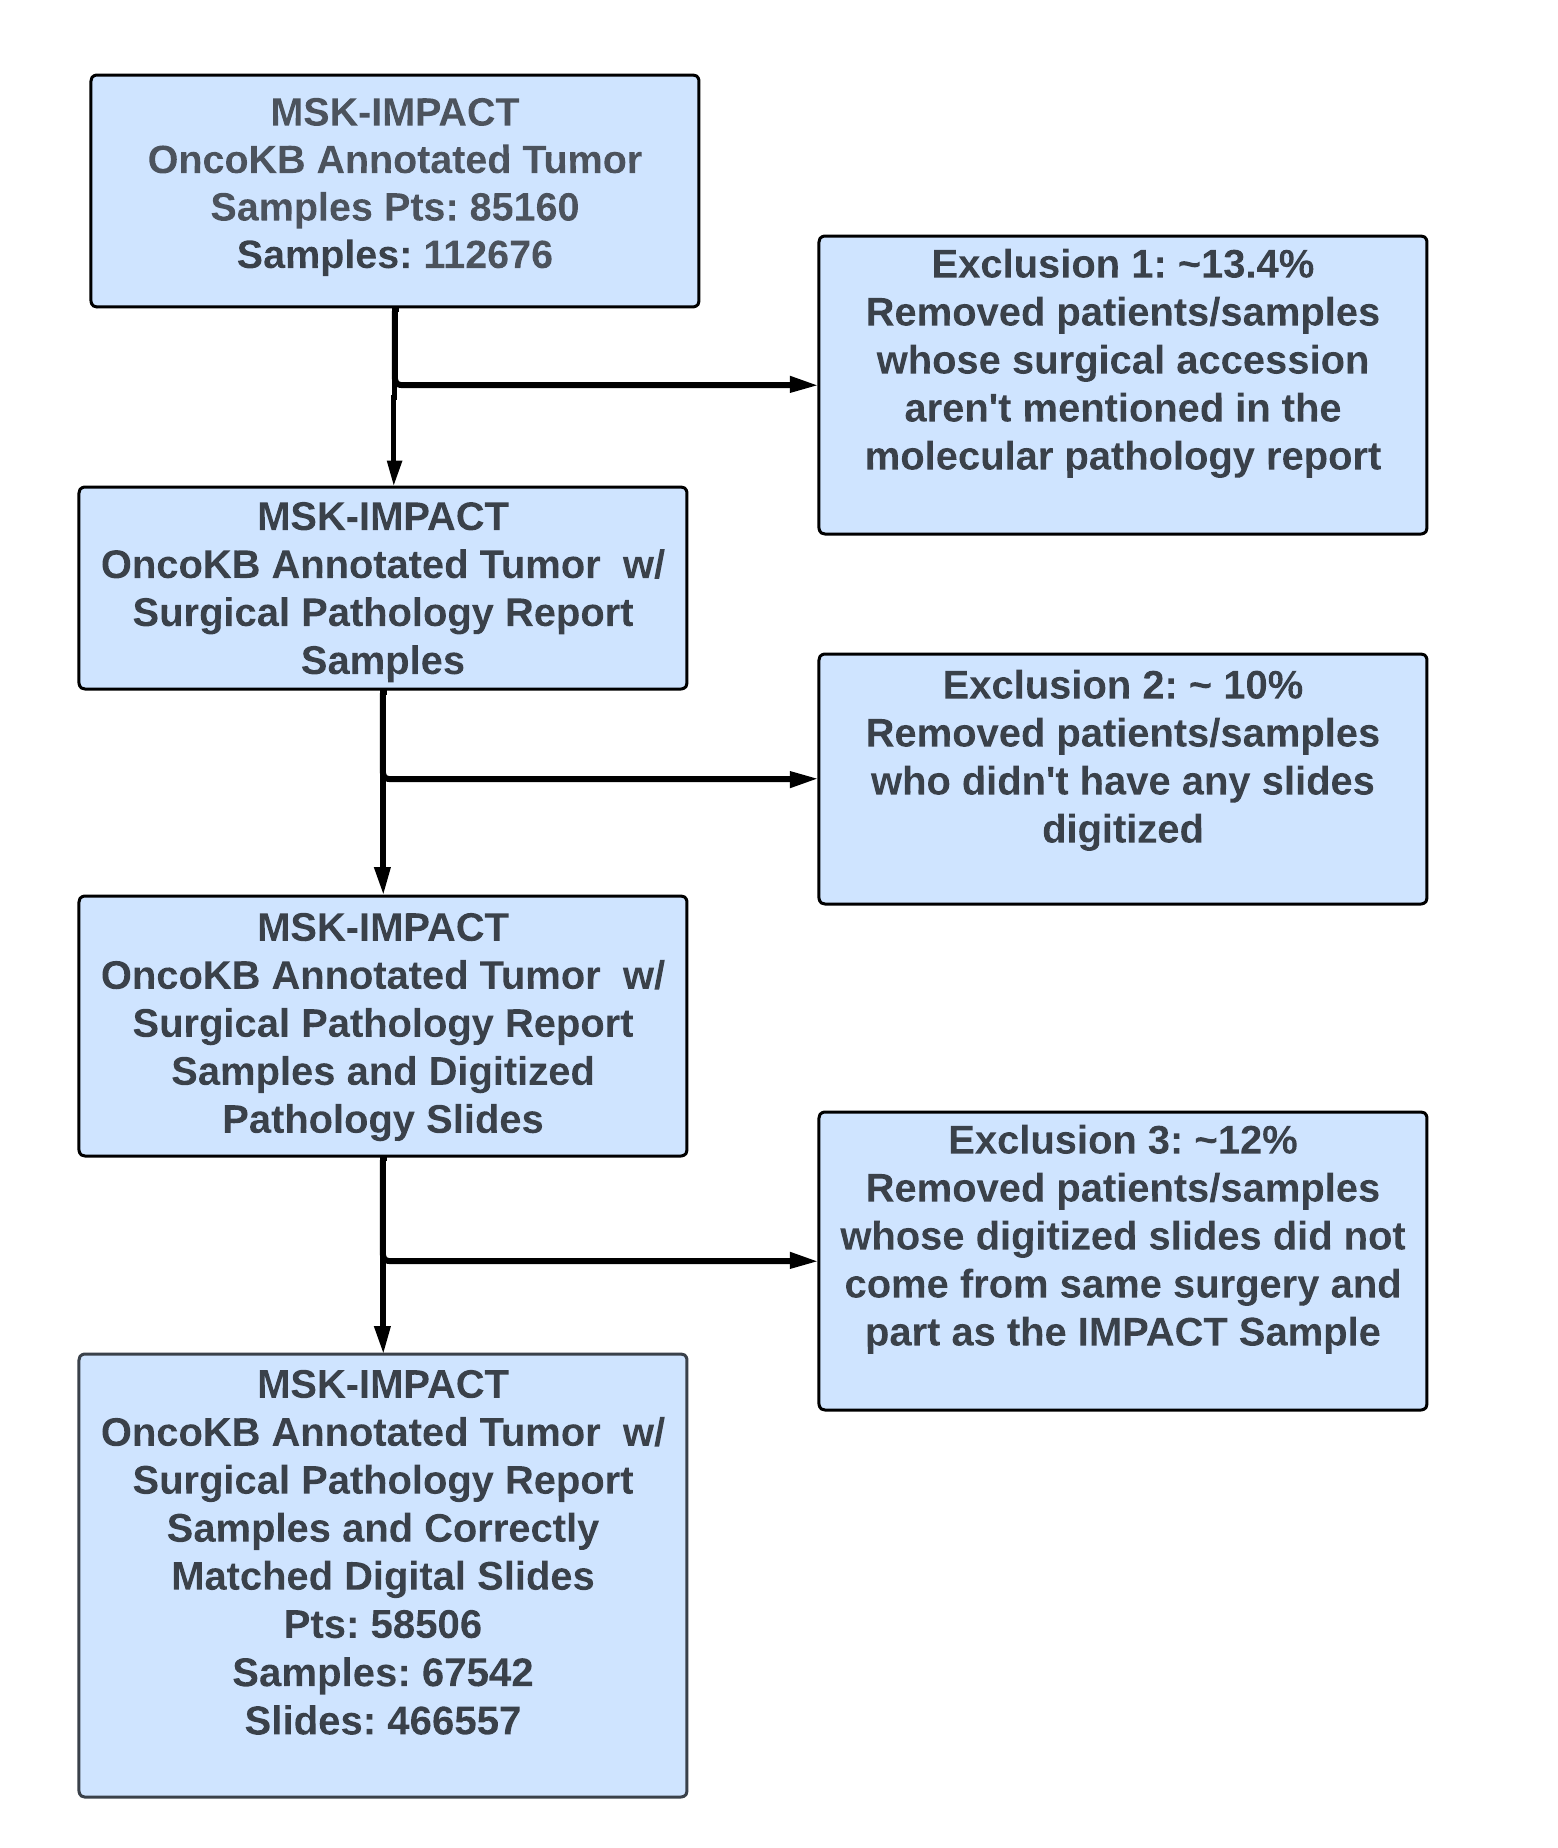 MSK-IMPACT
OncoKB Annotated Tumor
Samples Pts: 85160
Samples: 112676
Exclusion 1: ~13.4%
Removed patients/samples
whose surgical accession
aren't mentioned in the
molecular pathology report
MSK-IMPACT
OncoKB Annotated Tumor  w/
Surgical Pathology Report
Samples
Exclusion 2: ~ 10%
Removed patients/samples
who didn't have any slides
digitized
MSK-IMPACT
OncoKB Annotated Tumor  w/
Surgical Pathology Report
Samples and Digitized
Pathology Slides
Exclusion 3: ~12%
Removed patients/samples
whose digitized slides did not
come from same surgery and
part as the IMPACT Sample
MSK-IMPACT
OncoKB Annotated Tumor  w/
Surgical Pathology Report
Samples and Correctly
Matched Digital Slides
Pts: 58506
Samples: 67542
Slides: 466557